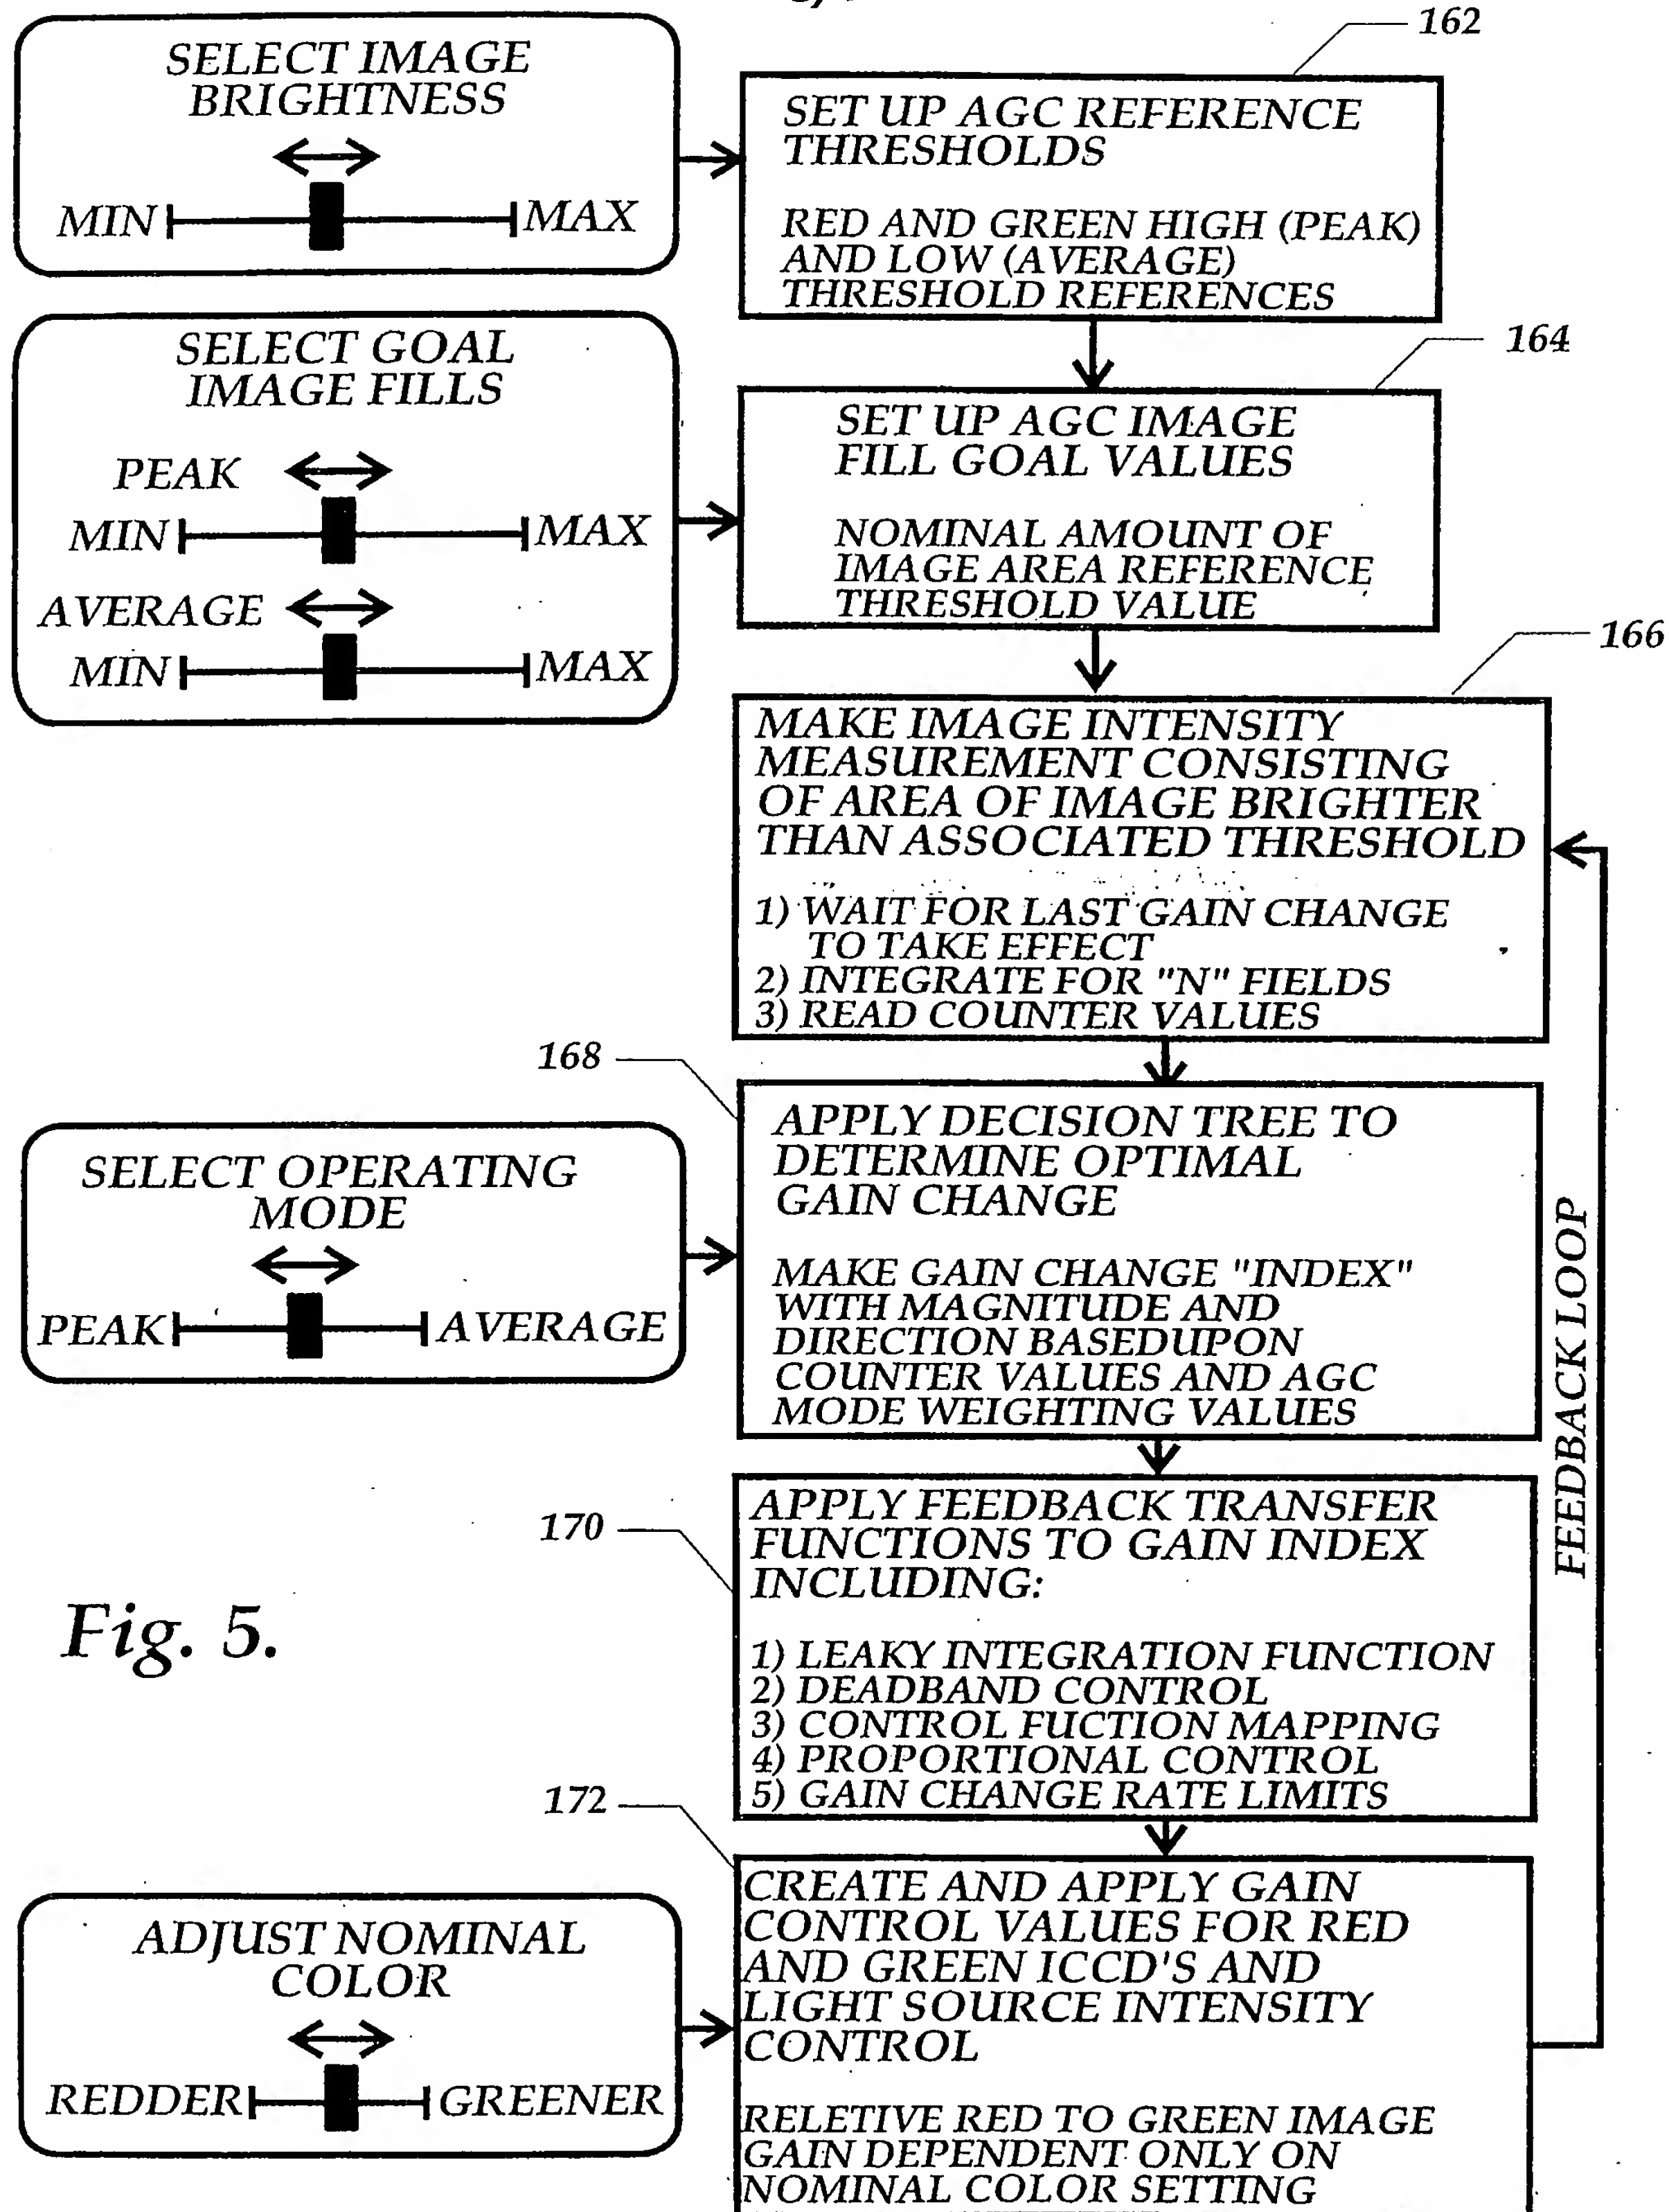 162
SELECT IMAGE
BRIGHTNESS
MIN MAX
SET UP AGC REFERENCE
THRESHOLDS
RED AND GREEN HIGH (PEAK)
AND LOW (AVERAGE)
THRESHOLD REFERENCES
164
SELECT GOAL
IMAGE FILLS
PEAK
MIN MAX
AVERAGE
MIN MAX
SET UP AGC IMAGE
FILL GOAL VALUES
NOMINAL AMOUNT OF
IMAGE AREA REFERENCE
THRESHOLD VALUE
166
MAKE IMAGE INTENSITY
MEASUREMENT CONSISTING
OF AREA OF IMAGE BRIGHTER
THAN ASSOCIATED THRESHOLD
1) WAIT FOR LAST GAIN CHANGE
TO TAKE EFFECT
2) INTEGRATE FOR "N" FIELDS
3) READ COUNTER VALUES
168
SELECT OPERATING
MODE
PEAK AVERAGE
APPLY DECISION TREE TO
DETERMINE OPTIMAL
GAIN CHANGE
MAKE GAIN CHANGE "INDEX"
WITH MAGNITUDE AND
DIRECTION BASEDUPON
COUNTER VALUES AND AGC
MODE WEIGHTING VALUES
FEEDBACK LOOP
170
APPLY FEEDBACK TRANSFER
FUNCTIONS TO GAIN INDEX
INCLUDING:
1) LEAKY INTEGRATION FUNCTION
2) DEADBAND CONTROL
3) CONTROL FUCTION MAPPING
4) PROPORTIONAL CONTROL
5) GAIN CHANGE RATE LIMITS
Fig. 5.
172
ADJUST NOMINAL
COLOR
REDDER GREENER
CREATE AND APPLY GAIN
CONTROL VALUES FOR RED
AND GREEN ICCD'S AND
LIGHT SOURCE INTENSITY
CONTROL
RELETIVE RED TO GREEN IMAGE
GAIN DEPENDENT ONLY ON
NOMINAL COLOR SETTING